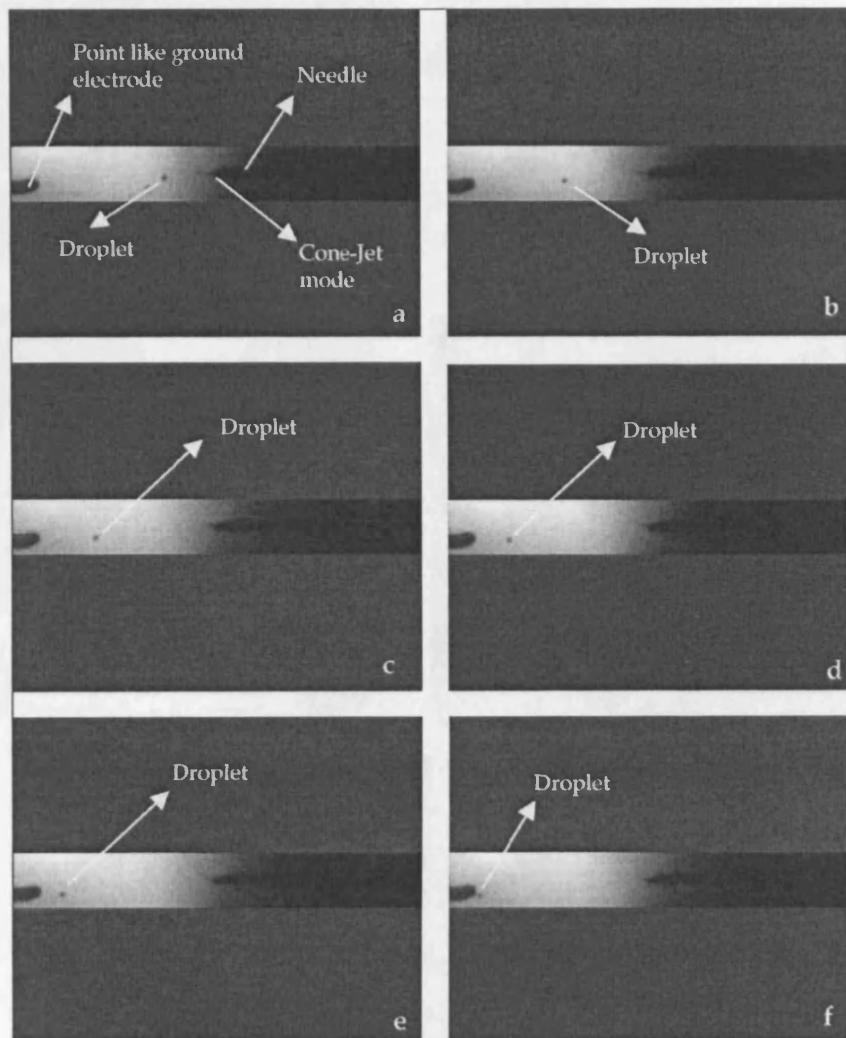 Point like ground
electrode
Needle
Droplet
Cone-Jet
mode
a
Droplet
b
Droplet
c
Droplet
d
Droplet
e
Droplet
f